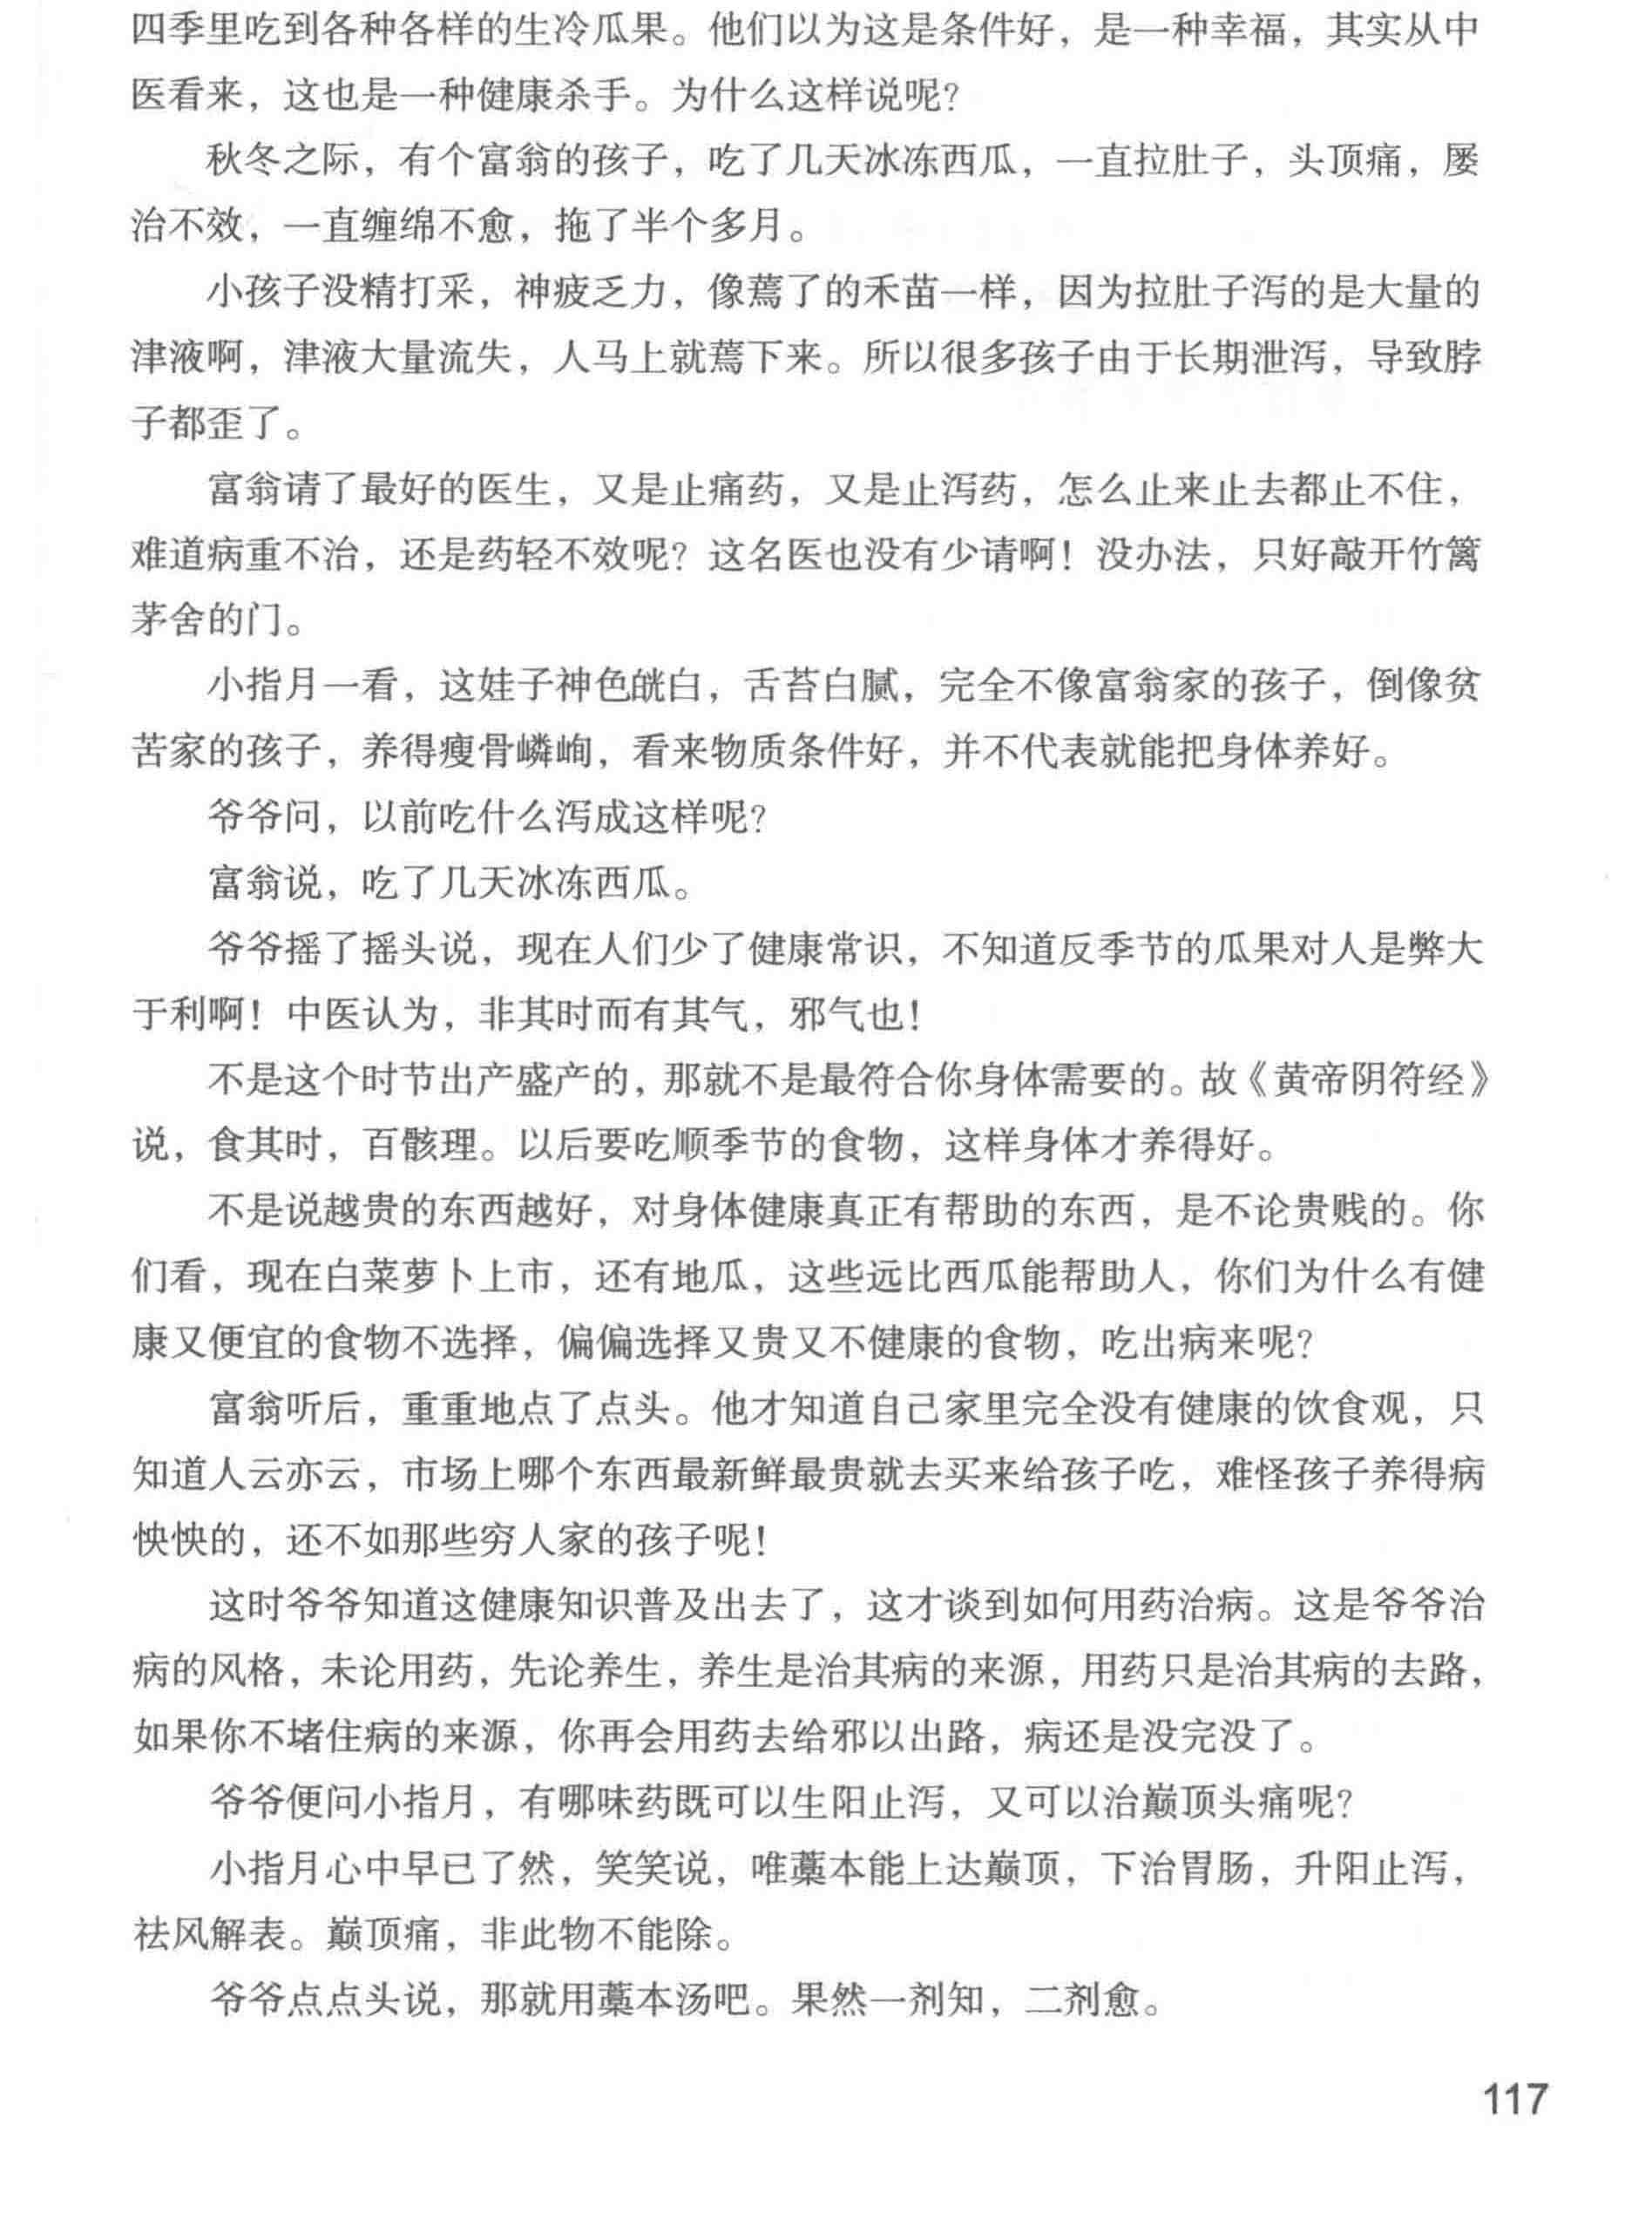 四季里吃到各种各样的生冷瓜果。他们以为这是条件好，是一种幸福，其实从中
医看来，这也是一种健康杀手。为什么这样说呢？
秋冬之际，有个富翁的孩子，吃了几天冰冻西瓜，一直拉肚子，头顶痛，屡
治不效，一直缠绵不愈，拖了半个多月。
小孩子没精打采，神疲乏力，像蔫了的禾苗一样，因为拉肚子泻的是大量的
津液啊，津液大量流失，人马上就蔫下来。所以很多孩子由于长期泄泻，导致脖
子都歪了。
富翁请了最好的医生，又是止痛药，又是止泻药，怎么止来止去都止不住，
难道病重不治，还是药轻不效呢？这名医也没有少请啊！没办法，只好敲开竹篱
茅舍的门。
小指月一看，这娃子神色㿠白，舌苔白腻，完全不像富翁家的孩子，倒像贫
苦家的孩子，养得瘦骨嶙峋，看来物质条件好，并不代表就能把身体养好。
爷爷问，以前吃什么泻成这样呢？
富翁说，吃了几天冰冻西瓜。
爷爷摇了摇头说，现在人们少了健康常识，不知道反季节的瓜果对人是弊大
于利啊！中医认为，非其时而有其气，邪气也！
不是这个时节出产盛产的，那就不是最符合你身体需要的。故《黄帝阴符经》
说，食其时，百骸理。以后要吃顺季节的食物，这样身体才养得好。
不是说越贵的东西越好，对身体健康真正有帮助的东西，是不论贵贱的。你
们看，现在白菜萝卜上市，还有地瓜，这些远比西瓜能帮助人，你们为什么有健
康又便宜的食物不选择，偏偏选择又贵又不健康的食物，吃出病来呢？
富翁听后，重重地点了点头。他才知道自己家里完全没有健康的饮食观，只
知道人云亦云，市场上哪个东西最新鲜最贵就去买来给孩子吃，难怪孩子养得病
怏怏的，还不如那些穷人家的孩子呢！
这时爷爷知道这健康知识普及出去了，这才谈到如何用药治病。这是爷爷治
病的风格，未论用药，先论养生，养生是治其病的来源，用药只是治其病的去路，
如果你不堵住病的来源，你再会用药去给邪以出路，病还是没完没了。
爷爷便问小指月，有哪味药既可以生阳止泻，又可以治巅顶头痛呢？
小指月心中早已了然，笑笑说，唯藁本能上达巅顶，下治胃肠，升阳止泻，
祛风解表。巅顶痛，非此物不能除。
爷爷点点头说，那就用藁本汤吧。果然一剂知，二剂愈。
117